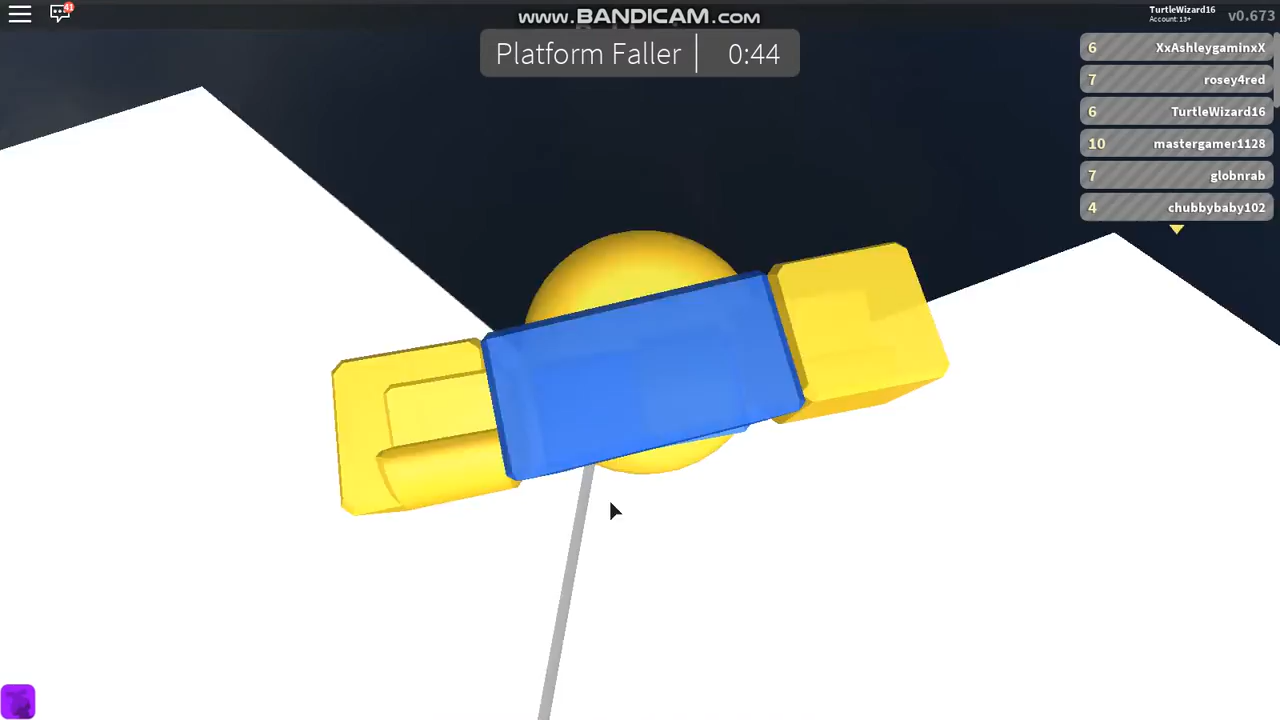 41
www.BANDICAM.com
TurtleWizard16
Account: 13+
v0.673
Platform Faller | 0:44
6 XxAshleygaminxX
7 rosey4red
6 TurtleWizard16
10 mastergamer1128
7 globnrab
4 chubbybaby102